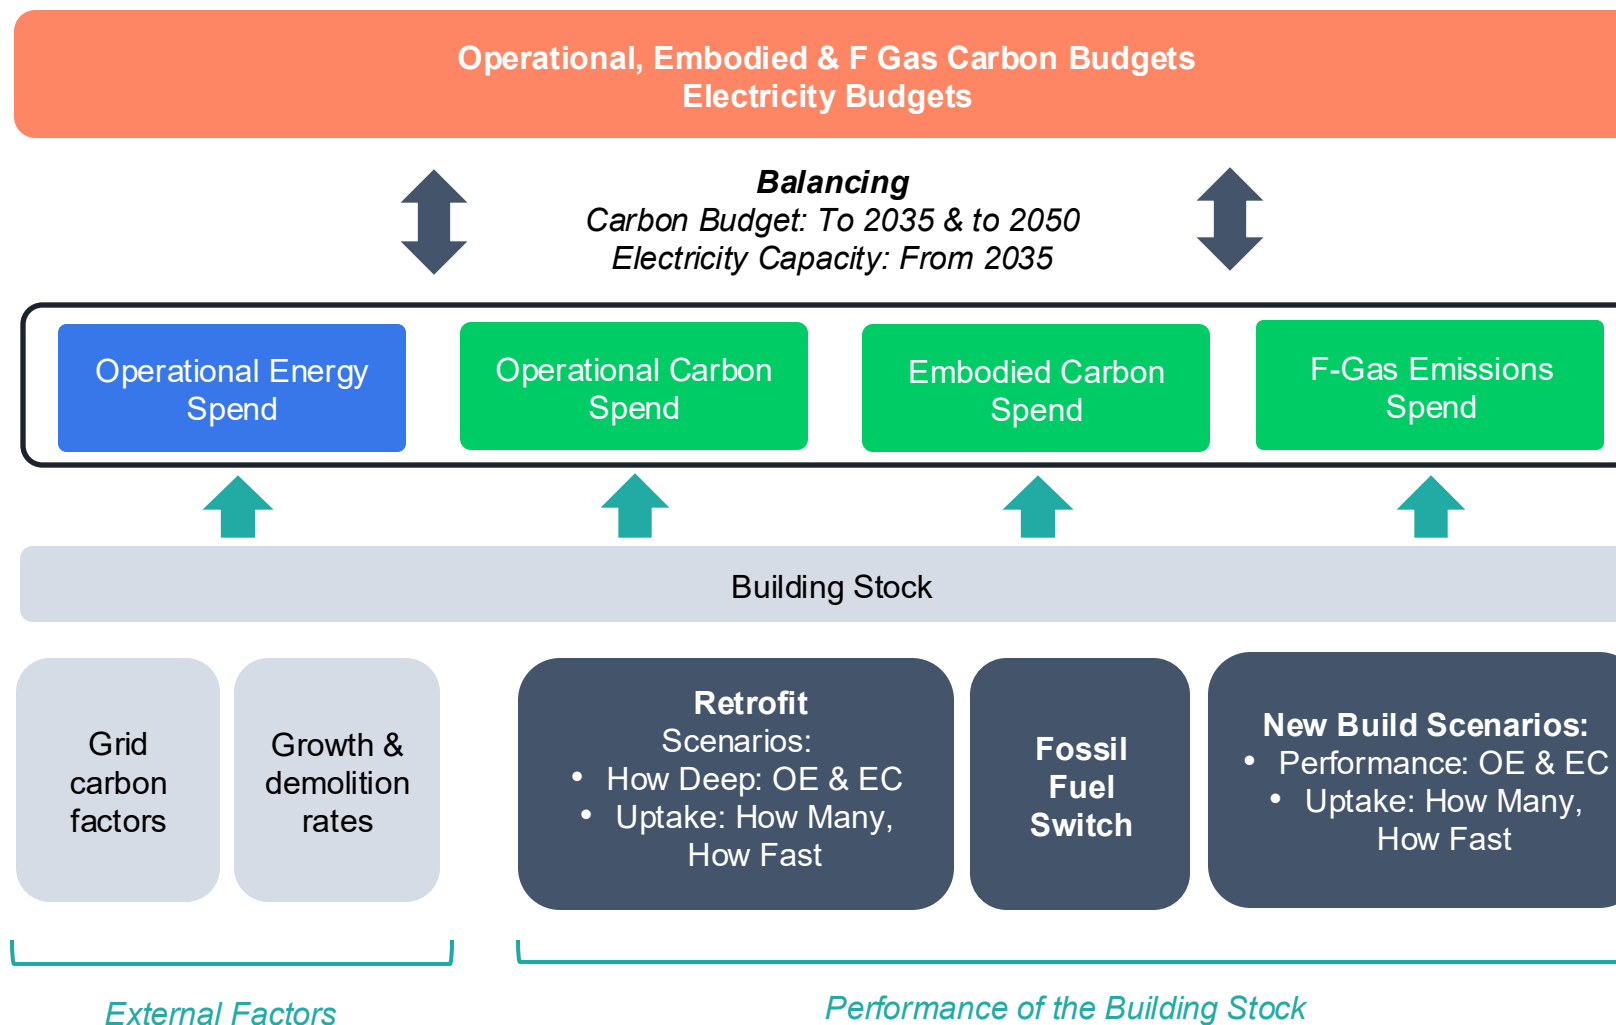 Operational, Embodied & F Gas Carbon Budgets
Electricity Budgets
Balancing
Carbon Budget: To 2035 & to 2050
Electricity Capacity: From 2035
Operational Energy
Spend
Operational Carbon
Spend
Embodied Carbon
Spend
F-Gas Emissions
Spend
Building Stock
Grid
carbon
factors
Growth &
demolition
rates
Retrofit
Scenarios:
• How Deep: OE & EC
• Uptake: How Many,
How Fast
Fossil
Fuel
Switch
New Build Scenarios:
• Performance: OE & EC
• Uptake: How Many,
How Fast
External Factors
Performance of the Building Stock